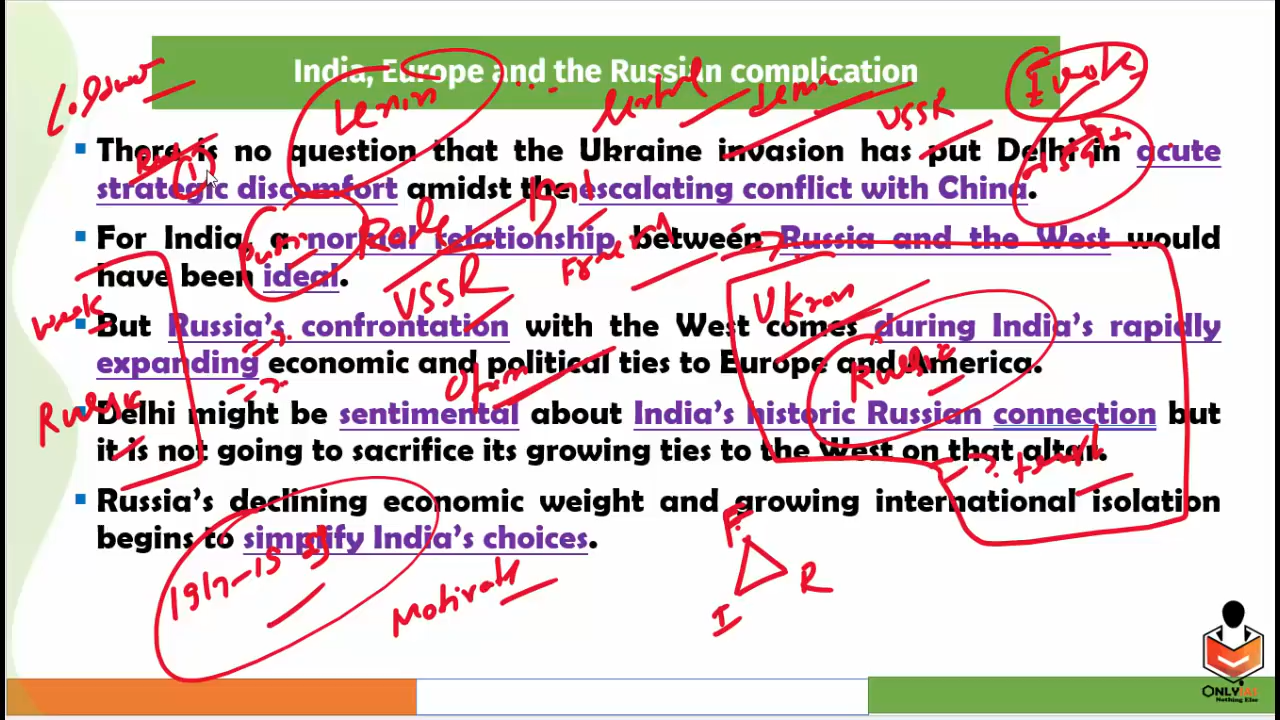 India, Europe and the Russian complication
There is no question that the Ukraine invasion has put Delhi in acute
strategic discomfort amidst the escalating conflict with China.
For India, a normal relationship between Russia and the West would
have been ideal.
But Russia's confrontation with the West comes during India's rapidly
expanding economic and political ties to Europe and America.
Delhi might be sentimental about India's historic Russian connection but
it is not going to sacrifice its growing ties to the West on that altar.
Russia's declining economic weight and growing international isolation
begins to simplify India's choices.
Lenin
USSR
USSR
Role
weak
Russia
F
R
I
ONLYIAS
Nothing Else